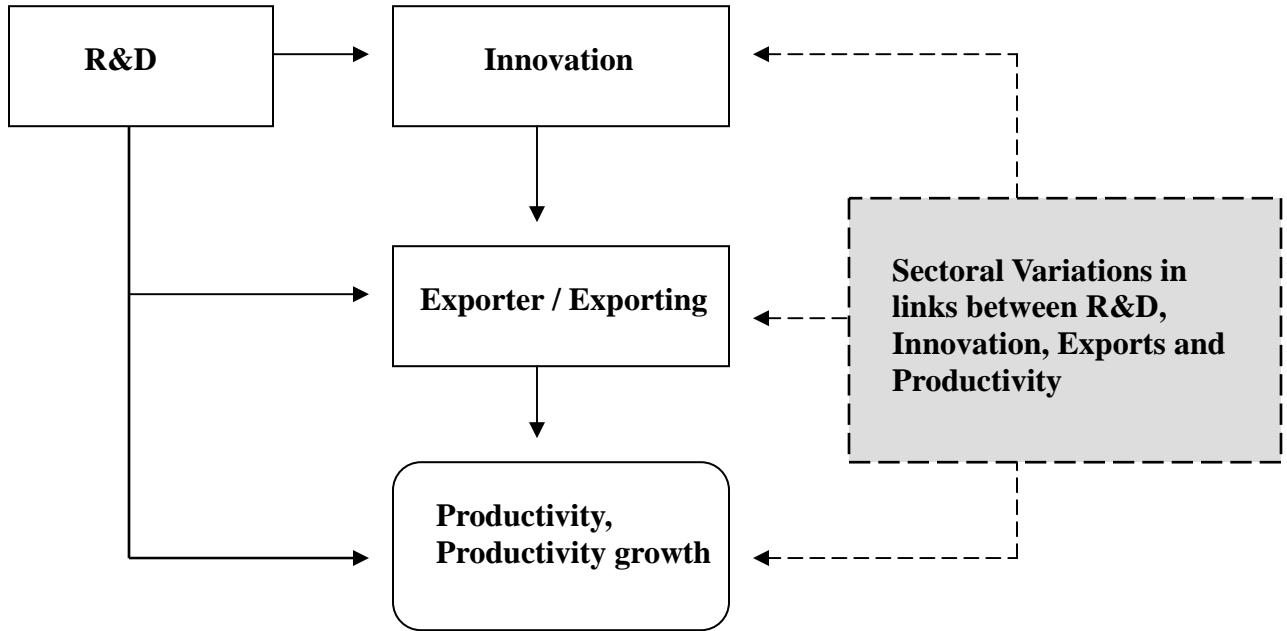 R&D
Innovation
Exporter / Exporting
Sectoral Variations in
links between R&D,
Innovation, Exports and
Productivity
Productivity,
Productivity growth